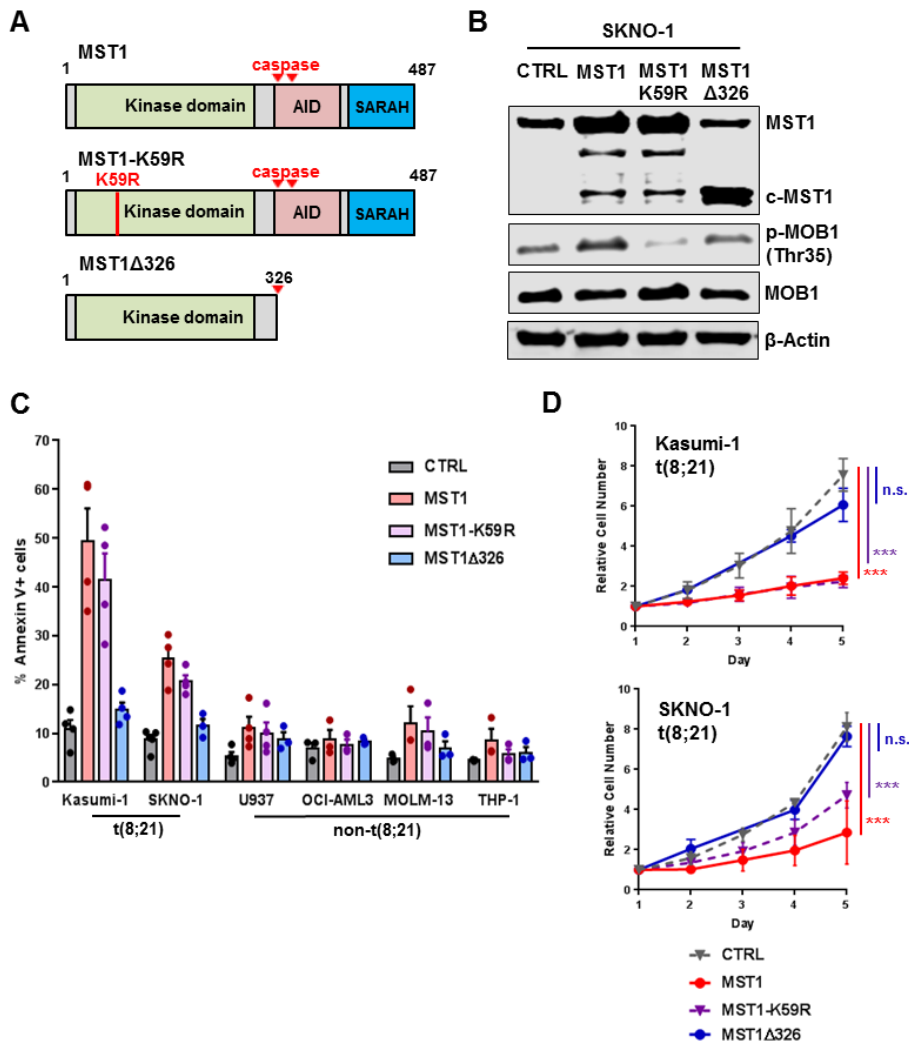 A
MST1
1
caspase
487
Kinase domain
AID
SARAH
MST1-K59R
1
K59R
caspase
487
Kinase domain
AID
SARAH
MST1Δ326
1
326
Kinase domain
B
SKNO-1
CTRL
MST1
MST1
K59R
MST1
Δ326
MST1
c-MST1
p-MOB1
(Thr35)
MOB1
β-Actin
C
70
60
50
40
30
20
10
0
% Annexin V+ cells
CTRL
MST1
MST1-K59R
MST1Δ326
Kasumi-1 SKNO-1 U937 OCI-AML3 MOLM-13 THP-1
t(8;21) non-t(8;21)
D
Kasumi-1
t(8;21)
10
8
6
4
2
0
Relative Cell Number
1 2 3 4 5
Day
n.s.
***
***
SKNO-1
t(8;21)
10
8
6
4
2
0
Relative Cell Number
1 2 3 4 5
Day
n.s.
***
***
CTRL
MST1
MST1-K59R
MST1Δ326